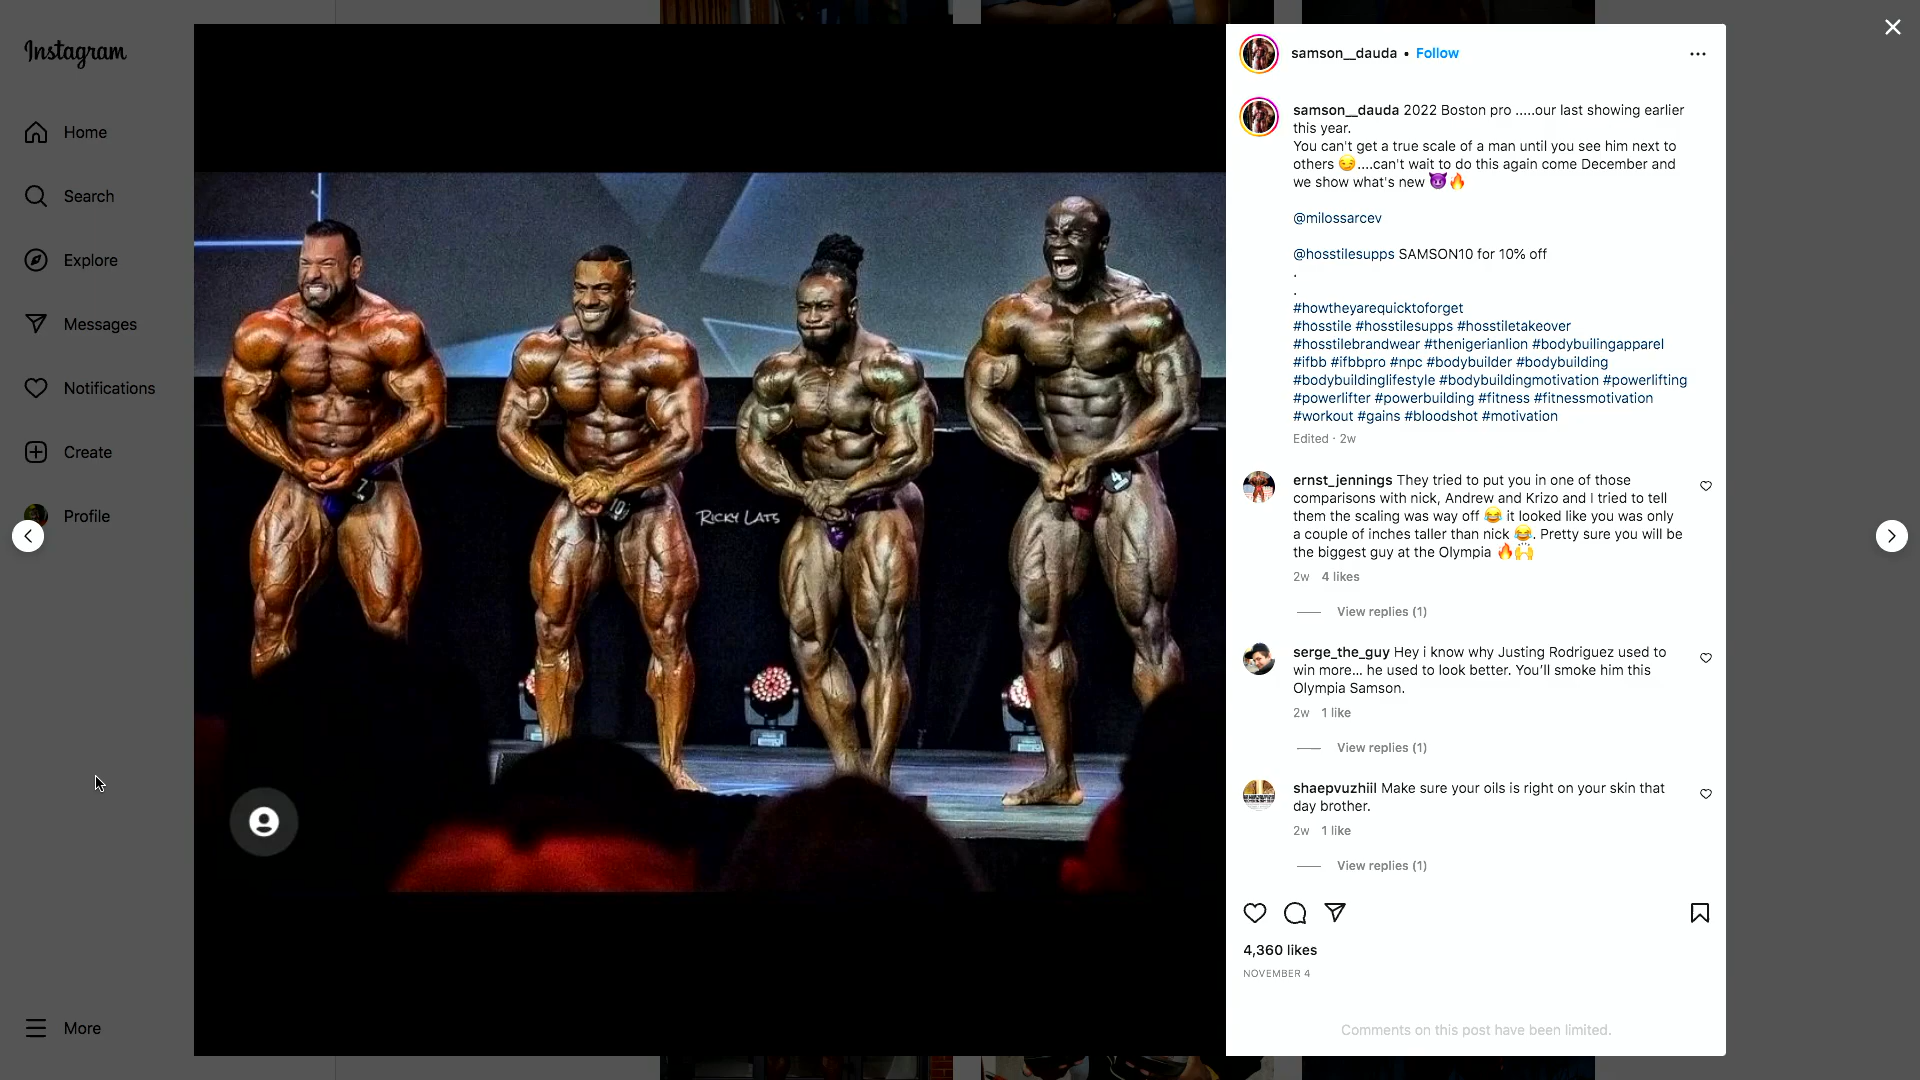 Instagram
Home
Search
Explore
Messages
Notifications
Create
Profile
More
RICKY LATS
samson__dauda • Follow
samson__dauda 2022 Boston pro .....our last showing earlier
this year.
You can't get a true scale of a man until you see him next to
others 😏....can't wait to do this again come December and
we show what's new 😈🔥
@milossarcev
@hosstilesupps SAMSON10 for 10% off
.
.
#howtheyarequicktoforget
#hosstile #hosstilesupps #hosstiletakeover
#hosstilebrandwear #thenigerianlion #bodybuilingapparel
#ifbb #ifbbpro #npc #bodybuilder #bodybuilding
#bodybuildinglifestyle #bodybuildingmotivation #powerlifting
#powerlifter #powerbuilding #fitness #fitnessmotivation
#workout #gains #bloodshot #motivation
Edited · 2w
ernst_jennings They tried to put you in one of those
comparisons with nick, Andrew and Krizo and I tried to tell
them the scaling was way off 😂 it looked like you was only
a couple of inches taller than nick 😂. Pretty sure you will be
the biggest guy at the Olympia 🔥🙌
2w 4 likes
View replies (1)
serge_the_guy Hey i know why Justing Rodriguez used to
win more... he used to look better. You'll smoke him this
Olympia Samson.
2w 1 like
View replies (1)
shaepvuzhiil Make sure your oils is right on your skin that
day brother.
2w 1 like
View replies (1)
4,360 likes
NOVEMBER 4
Comments on this post have been limited.